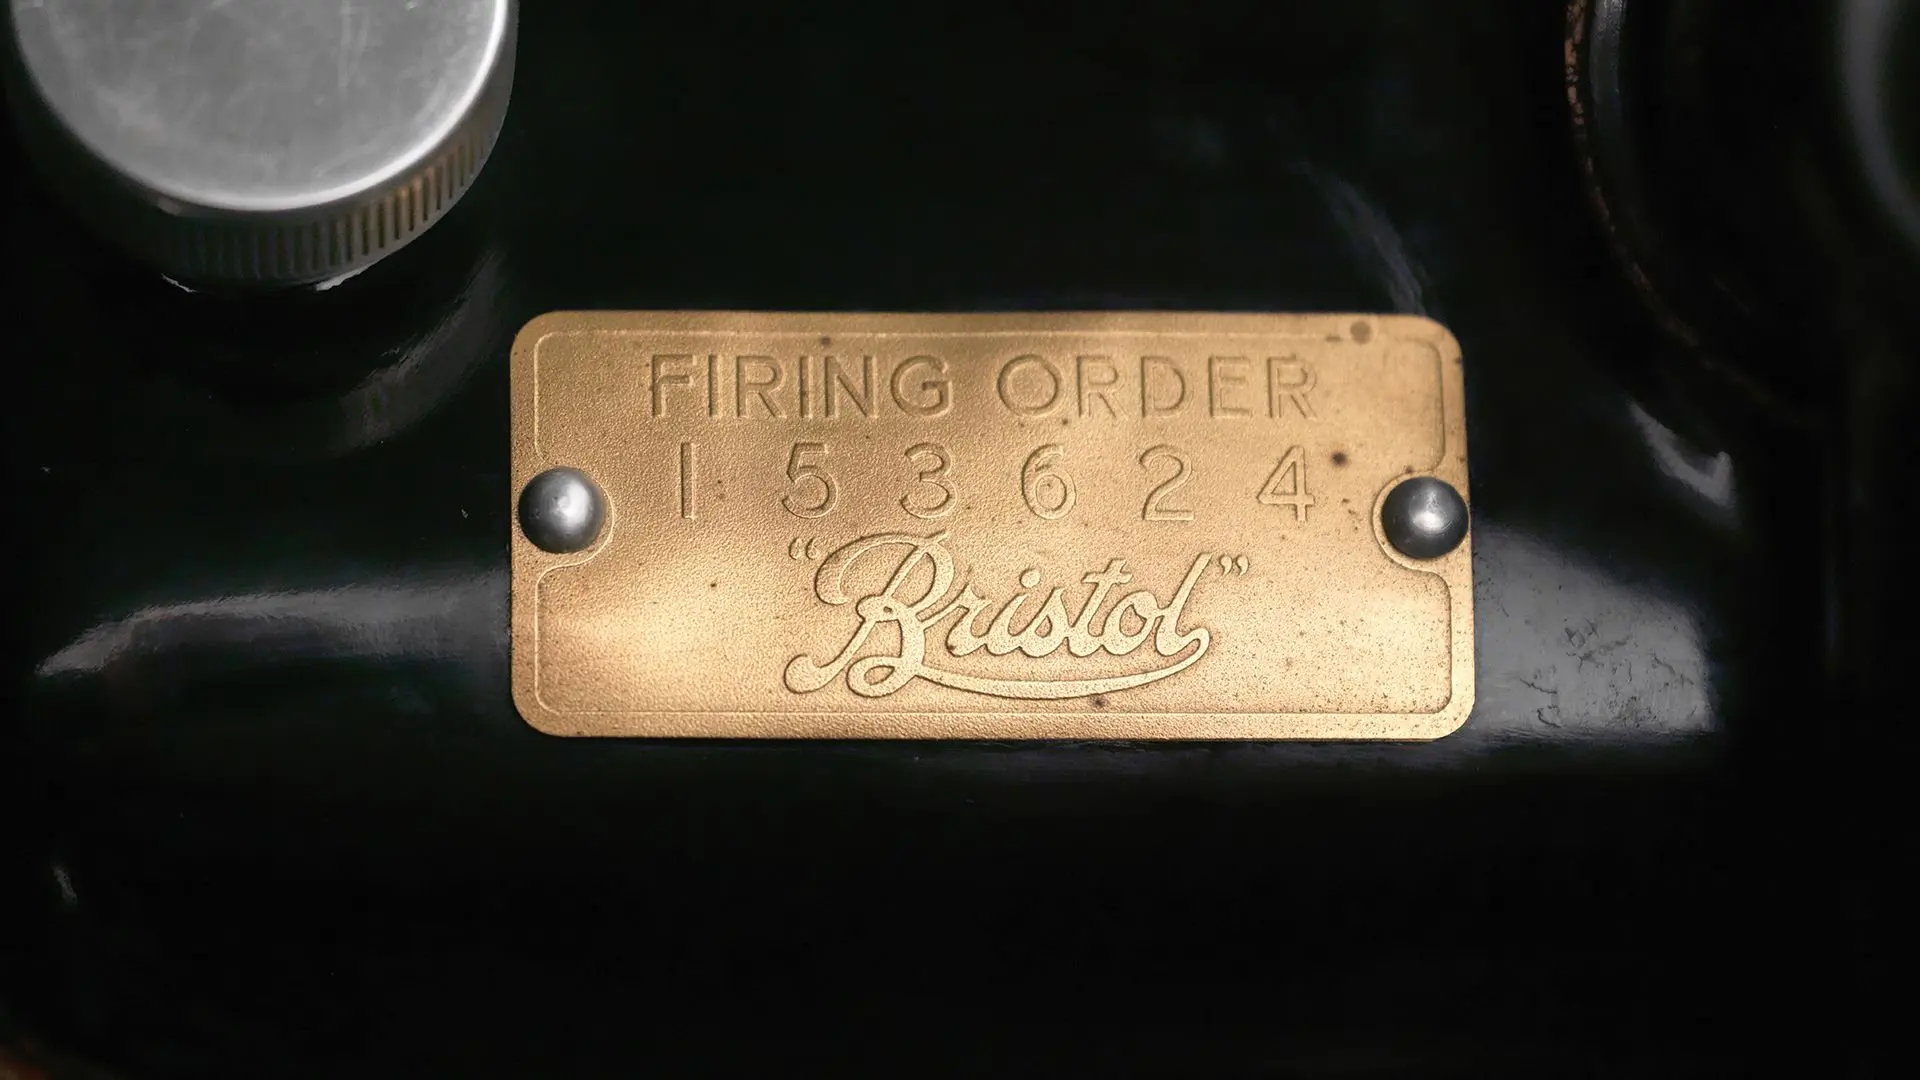 FIRING ORDER
1 5 3 6 2 4
“Bristol”